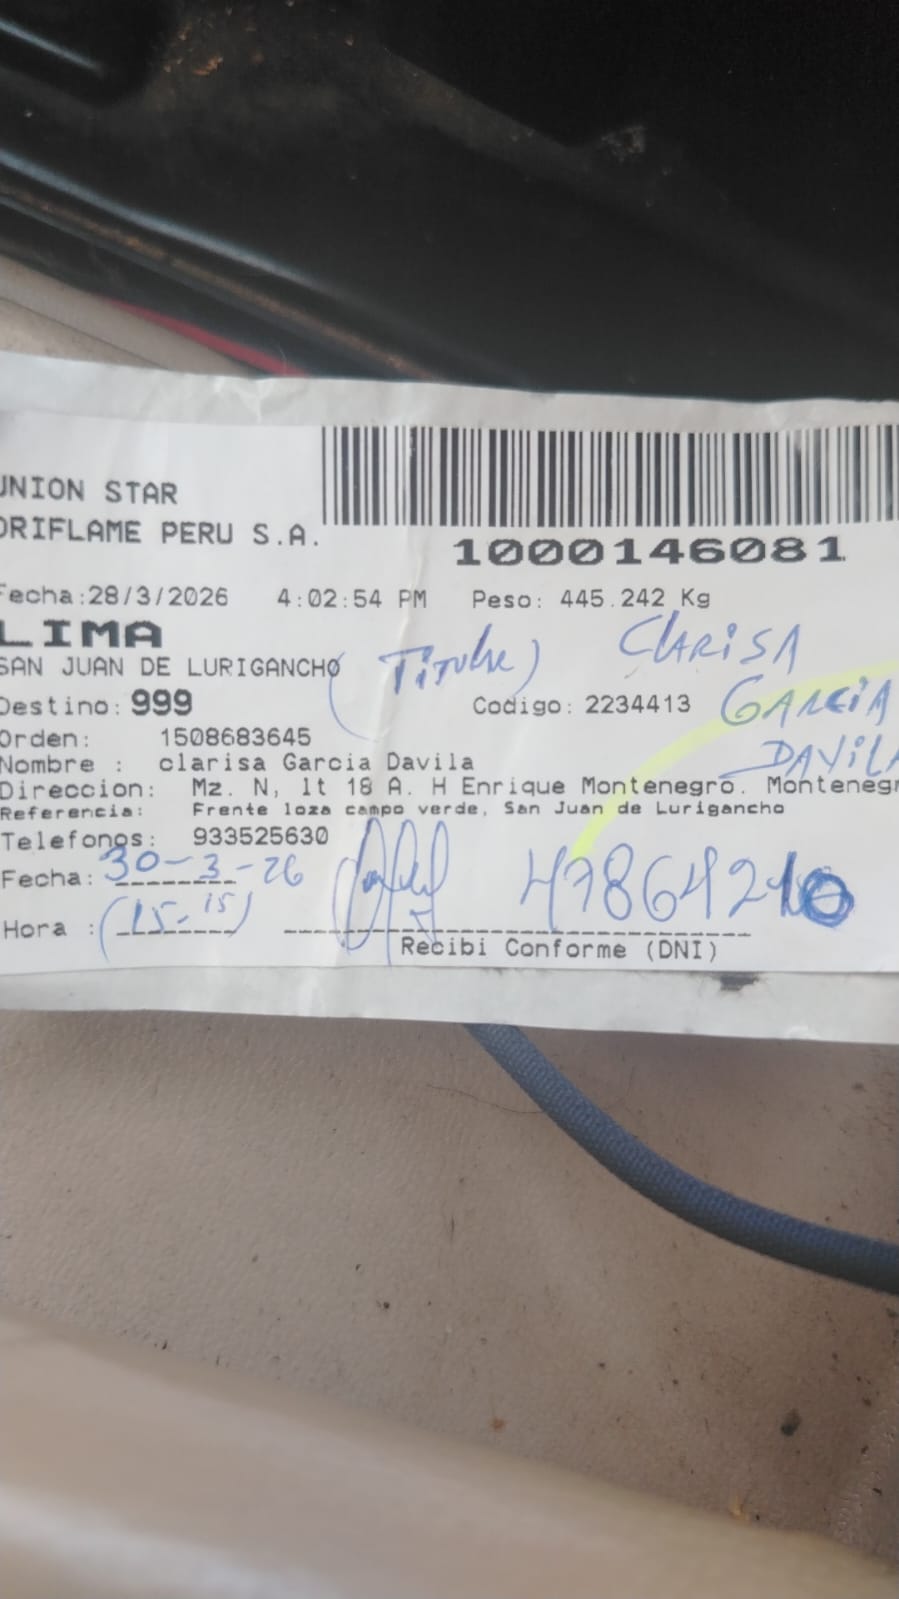 UNION STAR
ORIFLAME PERU S.A.
1000146081
Fecha:28/3/2026 4:02:54 PM Peso: 445.242 Kg
LIMA
SAN JUAN DE LURIGANCHO (Titular) CLARISA
Destino: 999 Codigo: 2234413 GARCIA
Orden: 1508683645 DAVILA
Nombre : clarisa Garcia Davila
Direccion: Mz. N, lt 18 A. H Enrique Montenegro. Montenegr
Referencia: Frente loza campo verde, San Juan de Lurigancho
Telefonos: 933525630
Fecha: 30-3-26
Hora : (15-15)
Recibi Conforme (DNI)